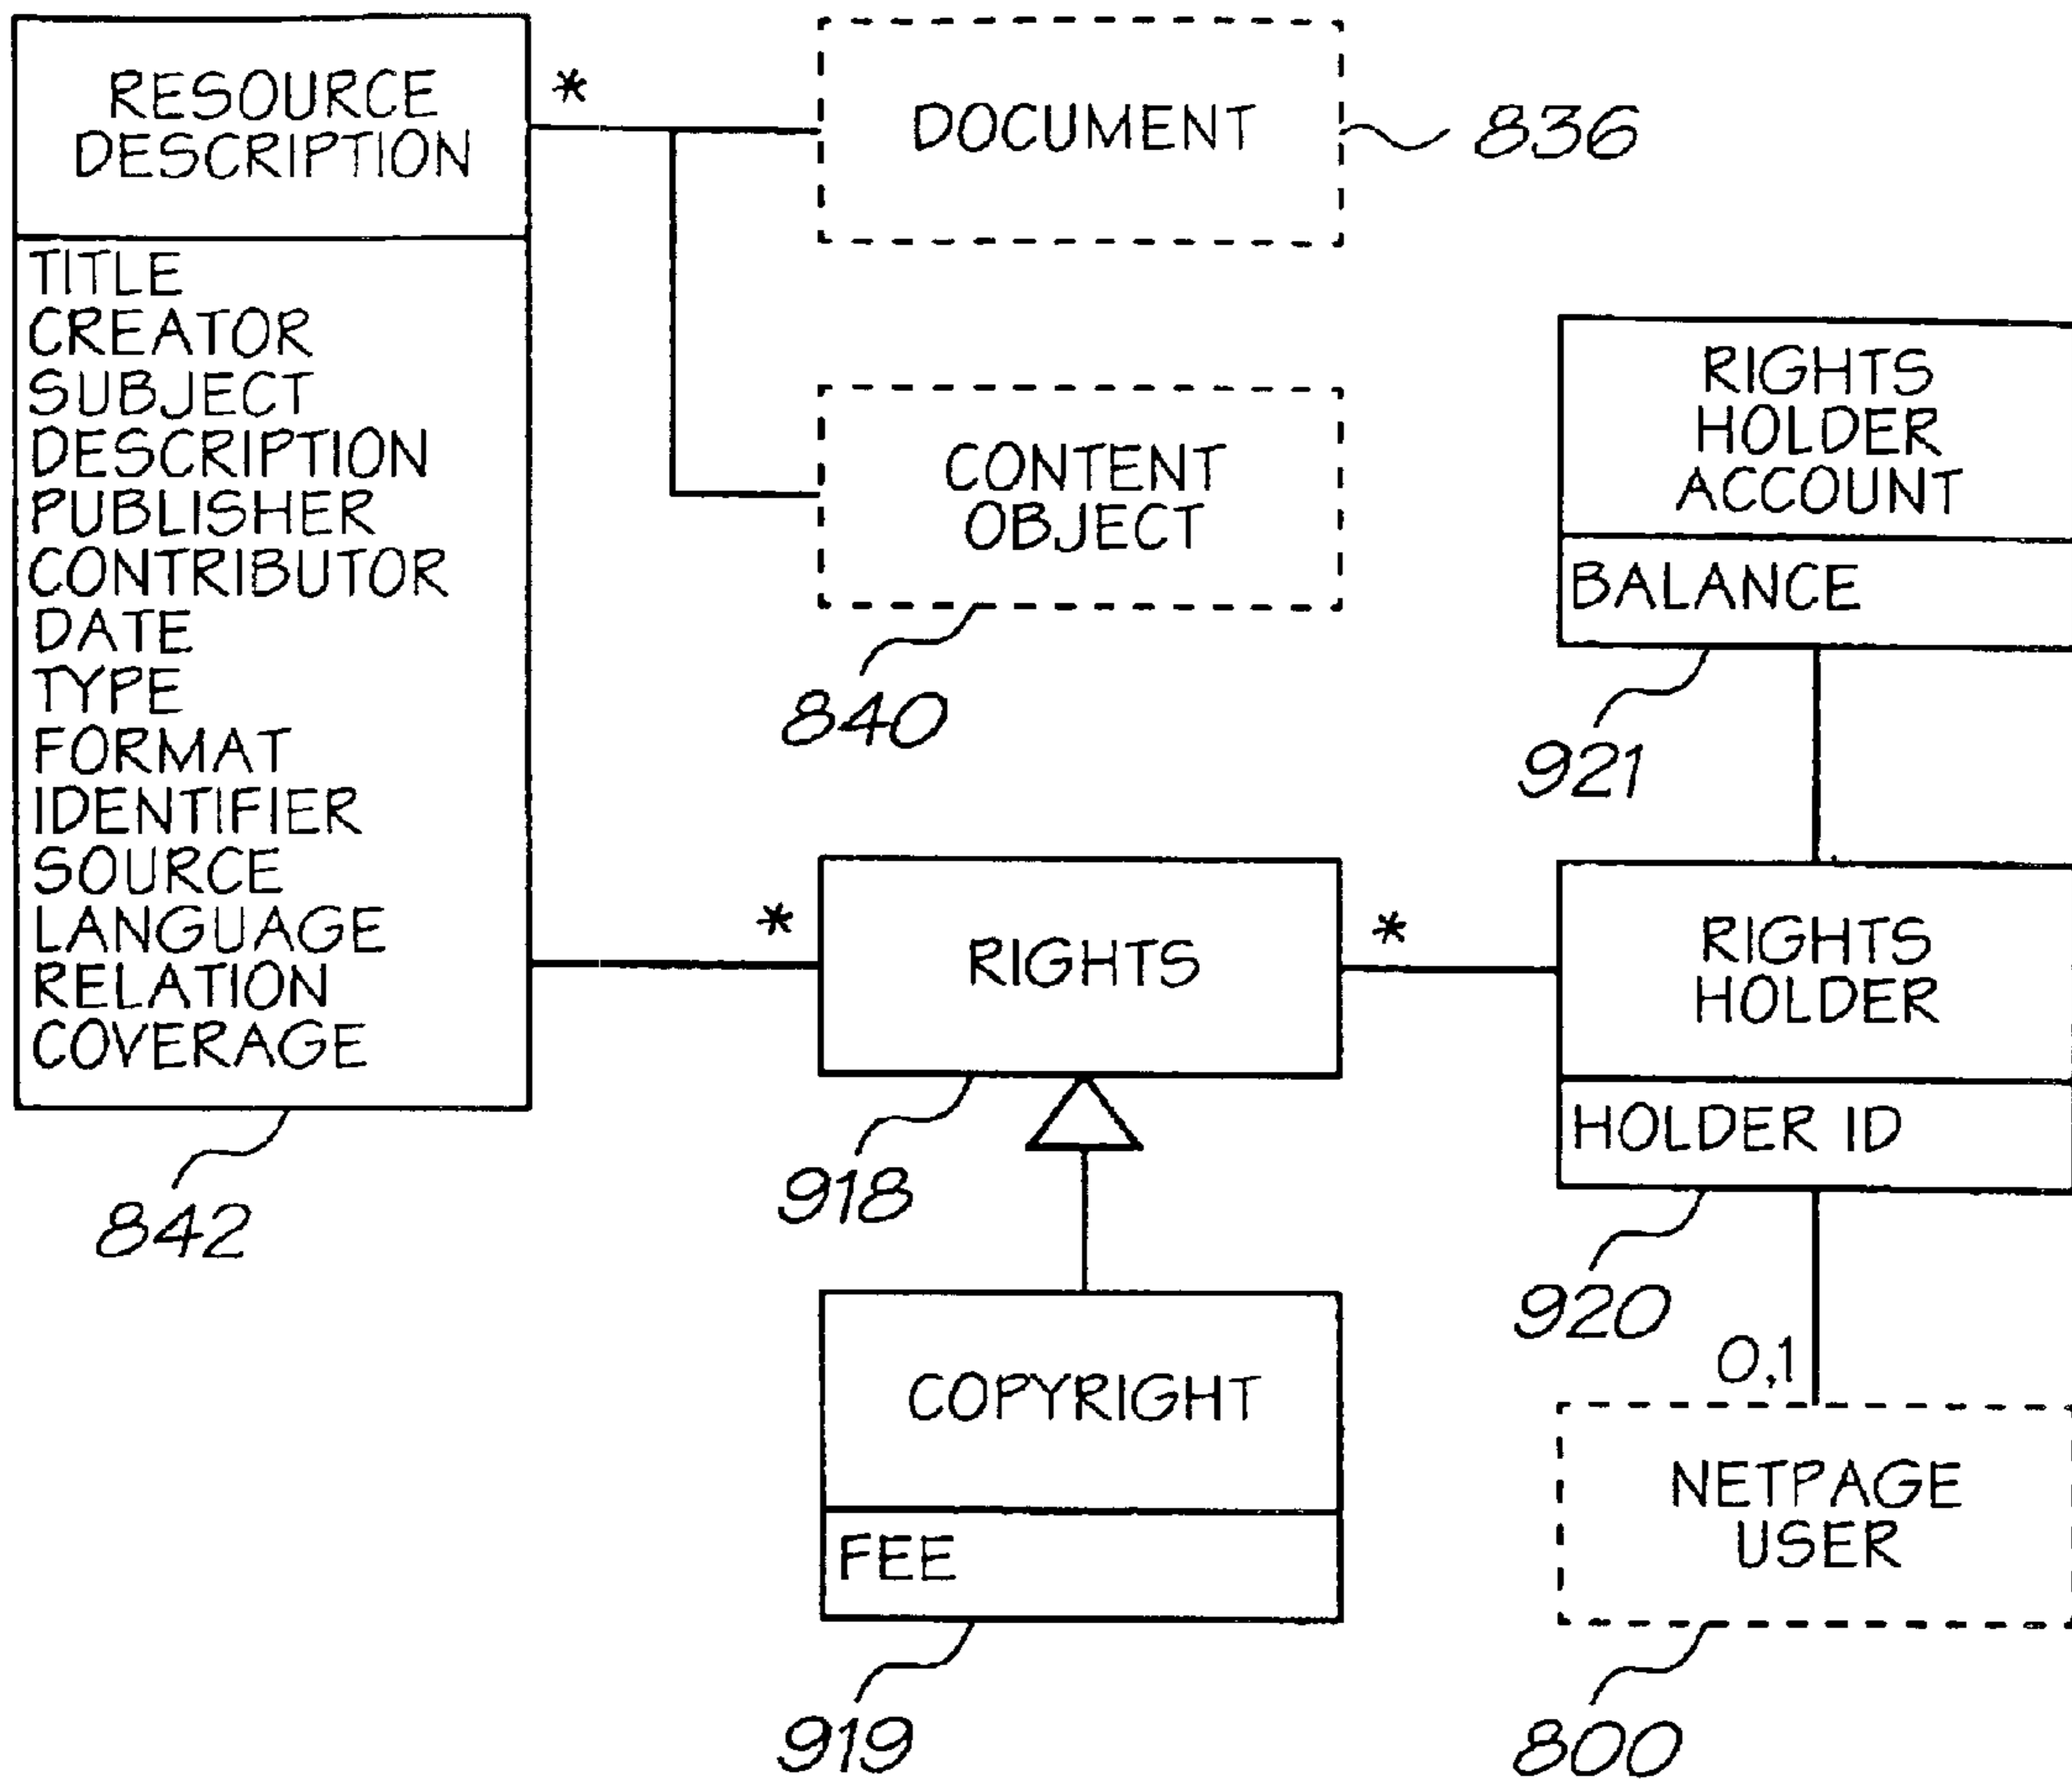 RESOURCE
DESCRIPTION
TITLE
CREATOR
SUBJECT
DESCRIPTION
PUBLISHER
CONTRIBUTOR
DATE
TYPE
FORMAT
IDENTIFIER
SOURCE
LANGUAGE
RELATION
COVERAGE
842
*
DOCUMENT
836
CONTENT
OBJECT
840
*
RIGHTS
*
918
COPYRIGHT
FEE
919
RIGHTS
HOLDER
ACCOUNT
BALANCE
921
RIGHTS
HOLDER
HOLDER ID
920
0,1
NETPAGE
USER
800